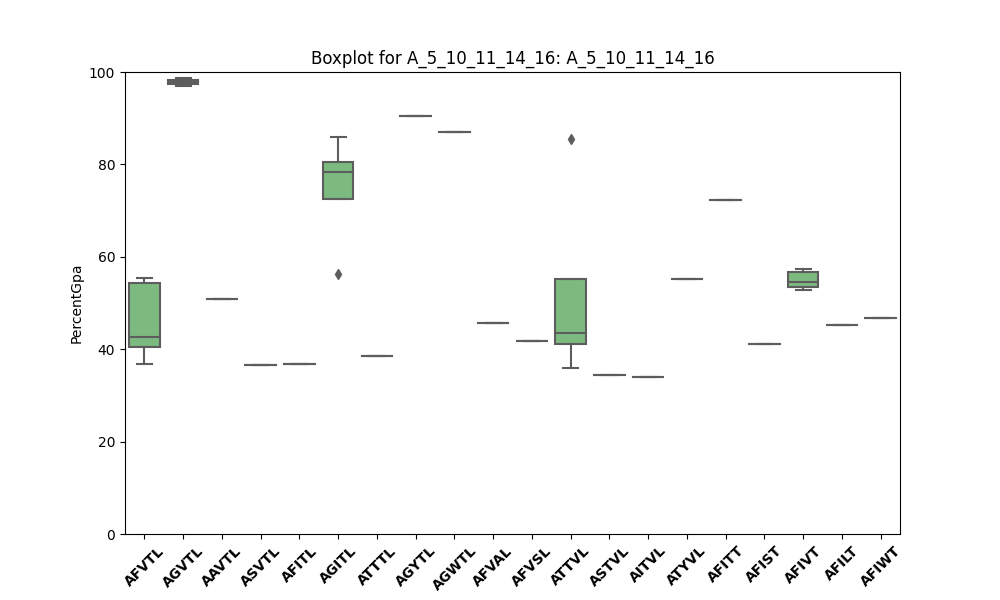 Boxplot for A_5_10_11_14_16: A_5_10_11_14_16
PercentGpa
100
80
60
40
20
0
AFVTL AGVTL AAVTL ASVTL AFITL AGITL ATTTL AGYTL AGWTL AFVAL AFVSL ATTVL ASTVL AITVL ATYVL AFITT AFIST AFIVT AFILT AFIWT